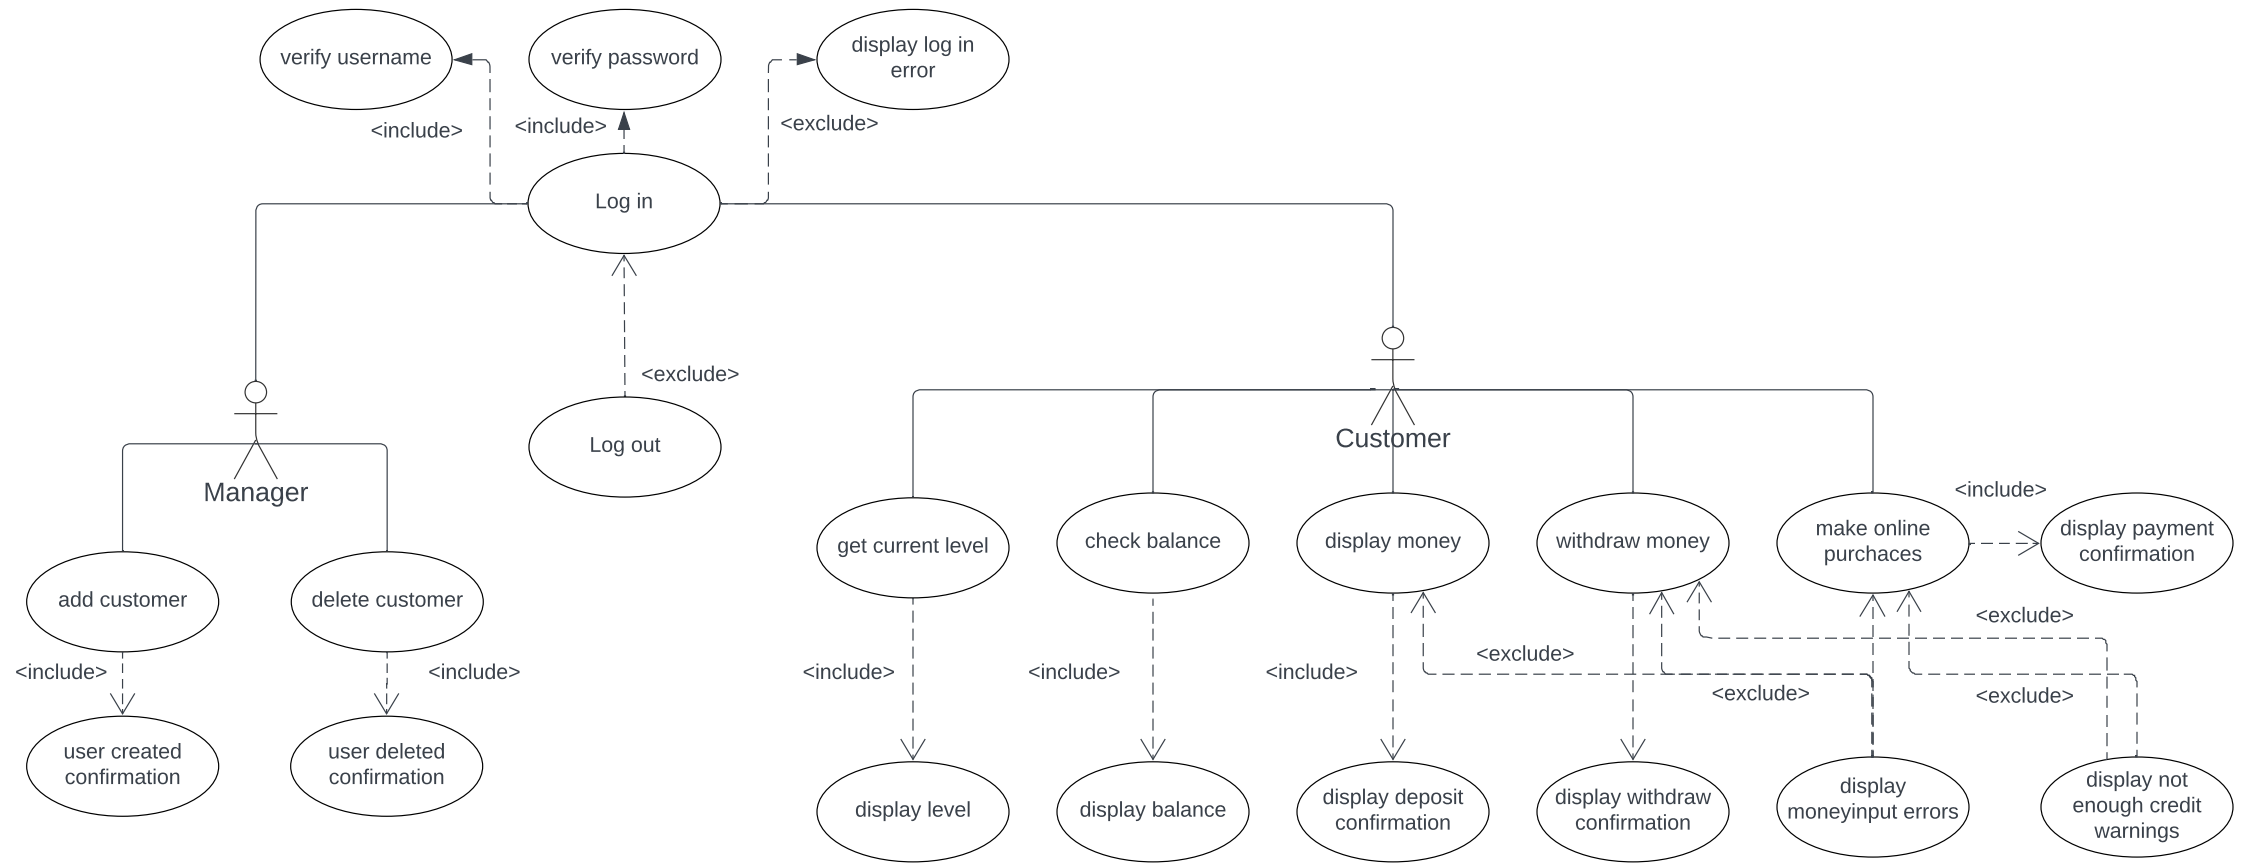 verify username
verify password
display log in
error
<include>
<include>
<exclude>
Log in
<exclude>
Log out
Manager
Customer
add customer
delete customer
get current level
check balance
display money
withdraw money
make online
purchaces
<include>
display payment
confirmation
<include>
<include>
<include>
<include>
<include>
<exclude>
<exclude>
<exclude>
<exclude>
user created
confirmation
user deleted
confirmation
display level
display balance
display deposit
confirmation
display withdraw
confirmation
display
moneyinput errors
display not
enough credit
warnings